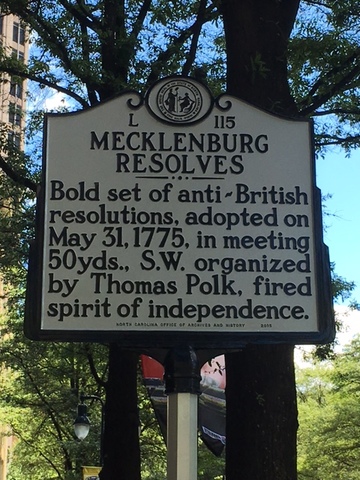 L 115
MECKLENBURG
RESOLVES
Bold set of anti-British
resolutions, adopted on
May 31, 1775, in meeting
50yds., S.W. organized
by Thomas Polk, fired
spirit of independence.
NORTH CAROLINA OFFICE OF ARCHIVES AND HISTORY